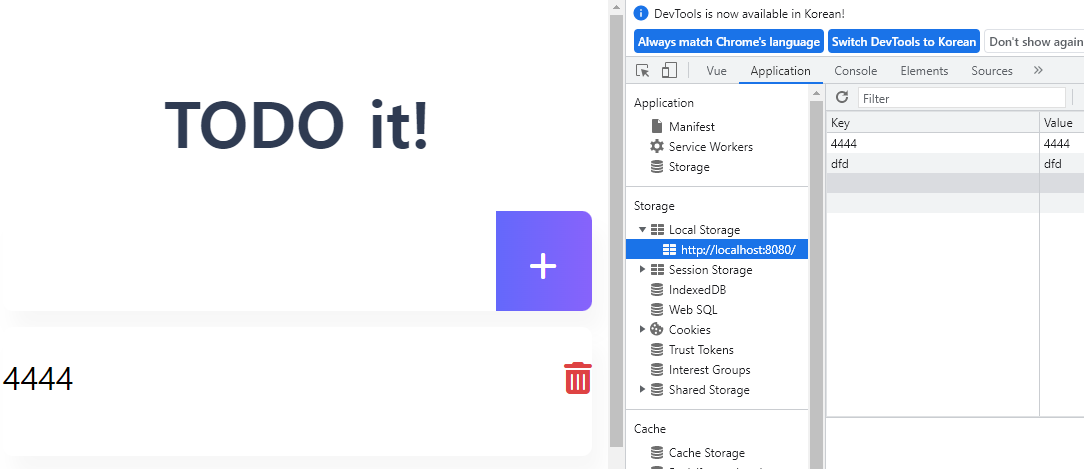 TODO it!
4444
DevTools is now available in Korean!
Always match Chrome's language Switch DevTools to Korean Don't show again
Vue Application Console Elements Sources
Application
Manifest
Service Workers
Storage
Storage
Local Storage
http://localhost:8080/
Session Storage
IndexedDB
Web SQL
Cookies
Trust Tokens
Interest Groups
Shared Storage
Cache
Cache Storage
Filter
Key Value
4444 4444
dfd dfd